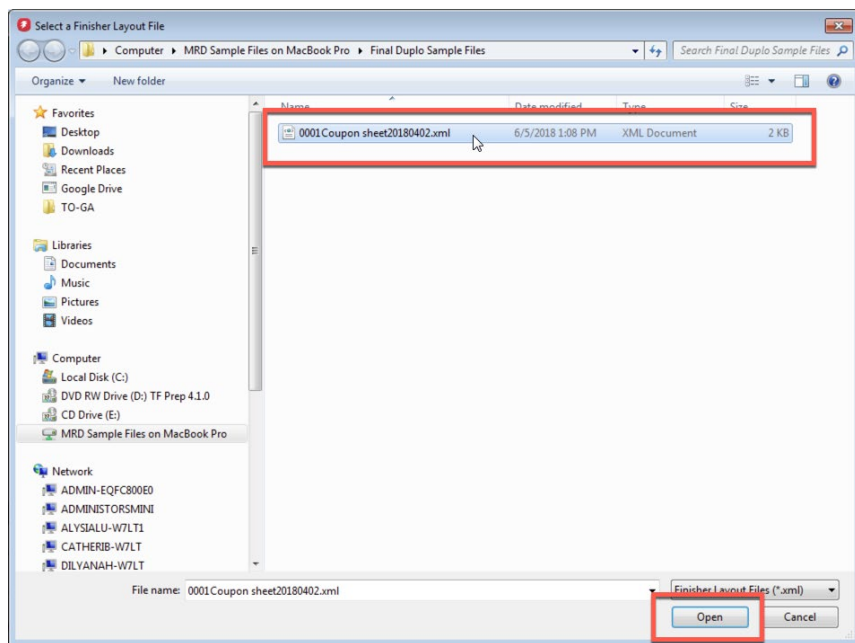 Select a Finisher Layout File
Computer MRD Sample Files on MacBook Pro Final Duplo Sample Files
Search Final Duplo Sample Files
Organize New folder
Name Date modified Type Size
0001Coupon sheet20180402.xml 6/5/2018 1:08 PM XML Document 2 KB
Favorites
Desktop
Downloads
Recent Places
Google Drive
TO-GA
Libraries
Documents
Music
Pictures
Videos
Computer
Local Disk (C:)
DVD RW Drive (D:) TF Prep 4.1.0
CD Drive (E:)
MRD Sample Files on MacBook Pro
Network
ADMIN-EQFC800E0
ADMINISTORSMINI
ALYSIALU-W7LT1
CATHERIB-W7LT
DILYANAH-W7LT
File name: 0001Coupon sheet20180402.xml
Finisher Layout Files (*.xml)
Open Cancel